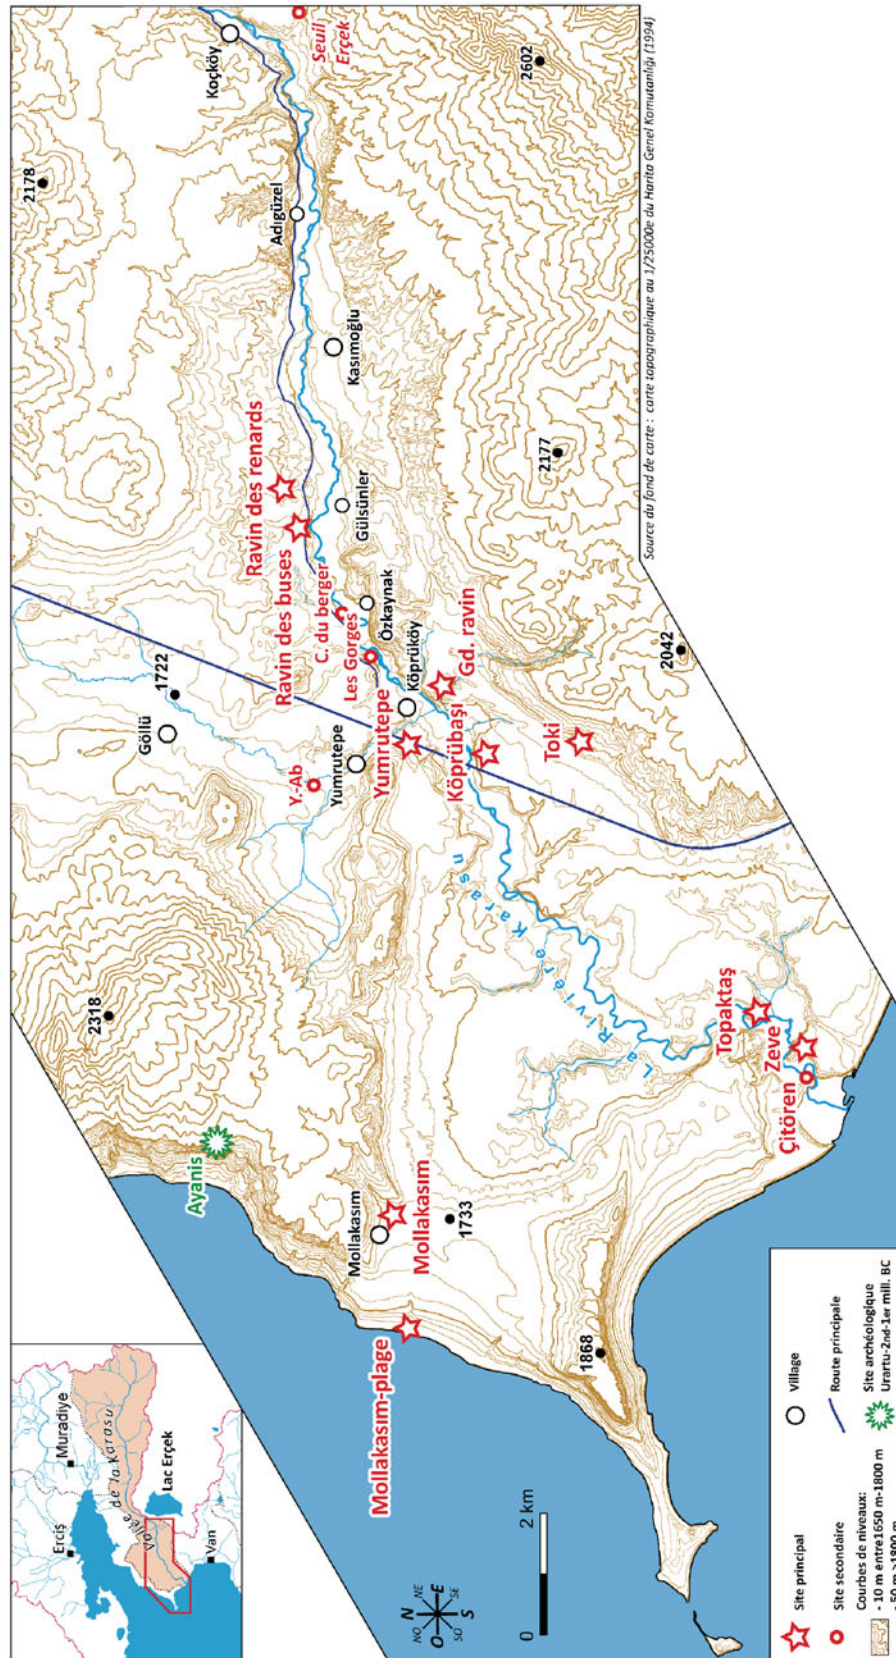 Erciş
Muradiye
Vallée de la Karasu
Lac Erçek
Van
Ayanis
2318
Göllü
1722
2178
Koçköy
Seuil
Erçek
Adıgüzel
Kasımoğlu
2602
Ravin des renards
Ravin des buses
C. du berger
Gülsünler
Les Gorges
Özkaynak
Y.-Ab
Yumrutepe
Yumrutepe
Köprüköy
Gd. ravin
Köprübaşı
Toki
2177
2042
Mollakasım
Mollakasım
1733
Mollakasım-plage
La Rivière Karasu
Topaktaş
Zeve
Çitören
1868
N
NE
E
SE
S
SO
O
NO
0
2 km
Source du fond de carte : carte topographique au 1/25000e du Harita Genel Komutanlığı (1994)
Site principal
Site secondaire
Courbes de niveaux:
- 10 m entre1650 m-1800 m
- 50 m >1800 m
Village
Route principale
Site archéologique
Urartu-2nd-1er mill. BC